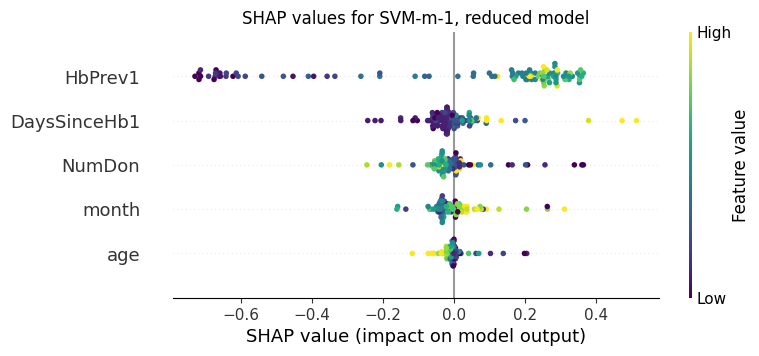 SHAP values for SVM-m-1, reduced model
High
HbPrev1
DaysSinceHb1
NumDon
month
age
Feature value
Low
−0.6 −0.4 −0.2 0.0 0.2 0.4
SHAP value (impact on model output)